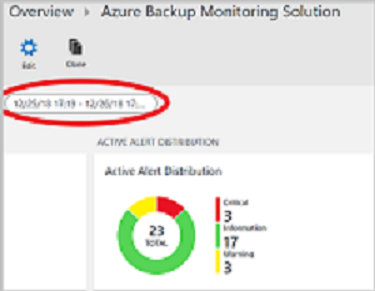 Overview › Azure Backup Monitoring Solution
Edit
Clone
12/25/18 17:19 - 12/26/18 17:...
ACTIVE ALERT DISTRIBUTION
Active Alert Distribution
23
TOTAL
Critical
3
Information
17
Warning
3